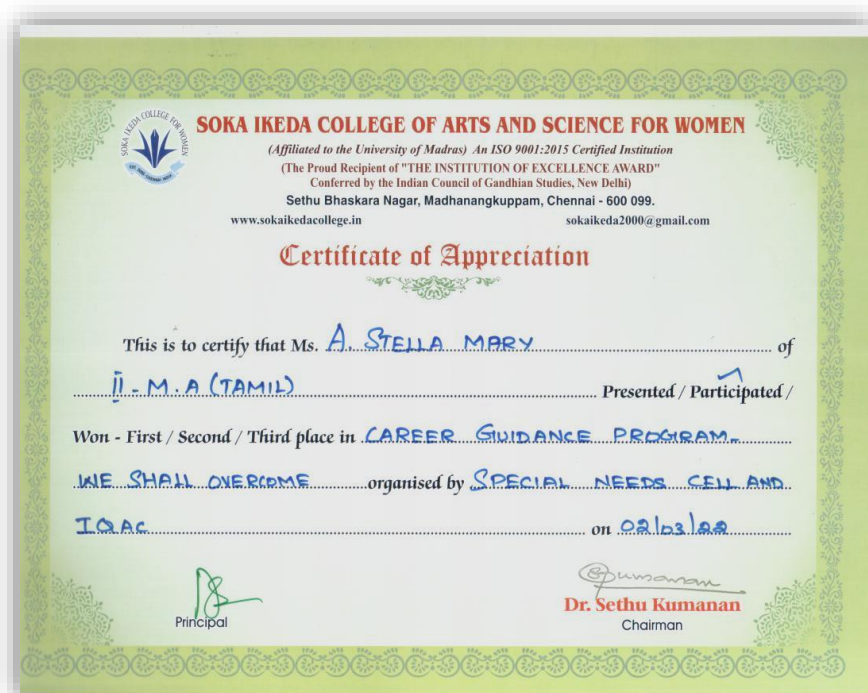 SOKA IKEDA COLLEGE OF ARTS AND SCIENCE FOR WOMEN
(Affiliated to the University of Madras) An ISO 9001:2015 Certified Institution
(The Proud Recipient of "THE INSTITUTION OF EXCELLENCE AWARD"
Conferred by the Indian Council of Gandhian Studies, New Delhi)
Sethu Bhaskara Nagar, Madhanangkuppam, Chennai - 600 099.
www.sokaikedacollege.in sokaikeda2000@gmail.com
Certificate of Appreciation
This is to certify that Ms. A. STELLA MARY of
II - M.A (TAMIL) Presented / Participated /
Won - First / Second / Third place in CAREER GUIDANCE PROGRAM-
WE SHALL OVERCOME organised by SPECIAL NEEDS CELL AND
IQAC on 02/03/22
Principal
Dr. Sethu Kumanan
Chairman
SOKA IKEDA COLLEGE FOR WOMEN